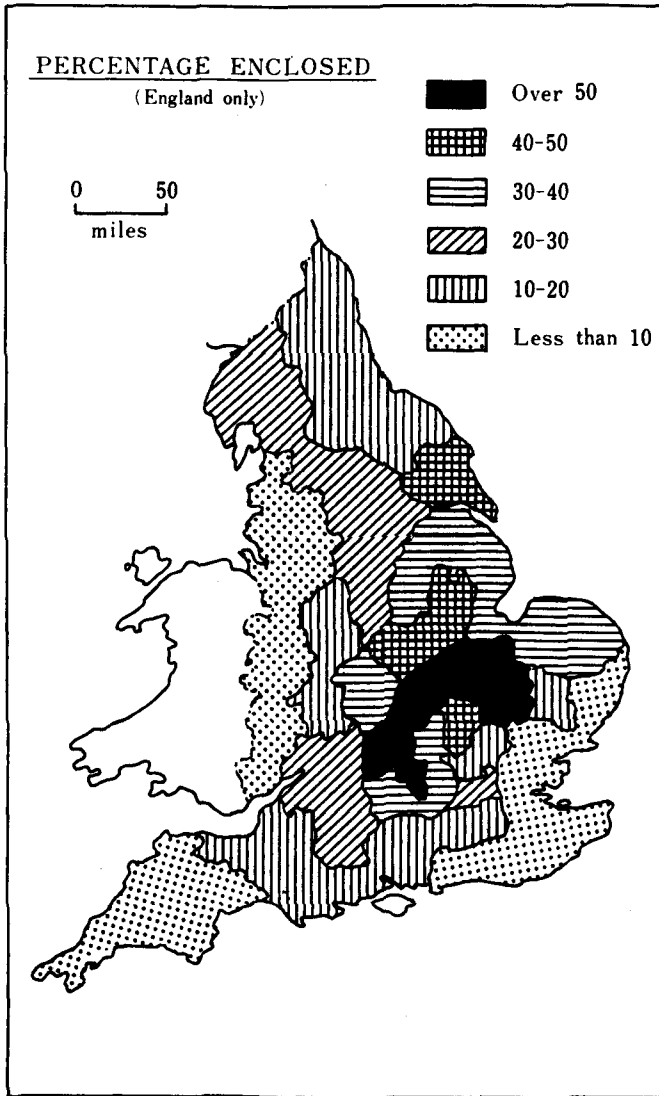 PERCENTAGE ENCLOSED
(England only)
0 50
miles
Over 50
40-50
30-40
20-30
10-20
Less than 10